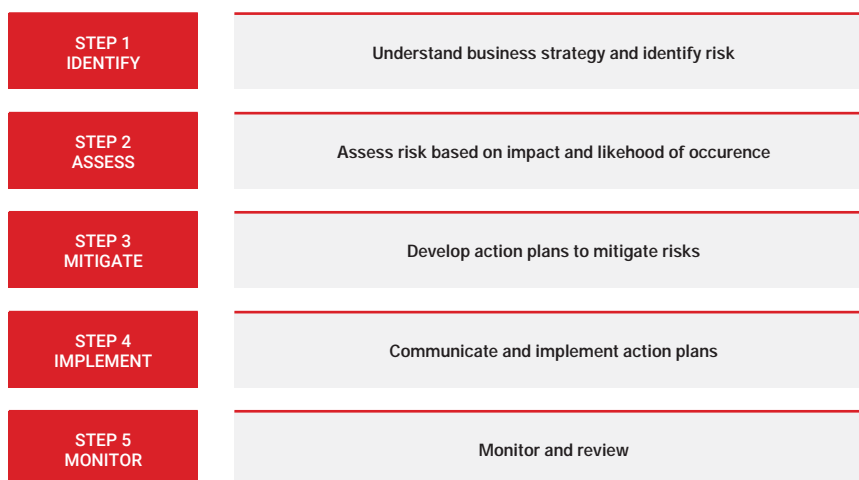 STEP 1
IDENTIFY
Understand business strategy and identify risk
STEP 2
ASSESS
Assess risk based on impact and likehood of occurence
STEP 3
MITIGATE
Develop action plans to mitigate risks
STEP 4
IMPLEMENT
Communicate and implement action plans
STEP 5
MONITOR
Monitor and review